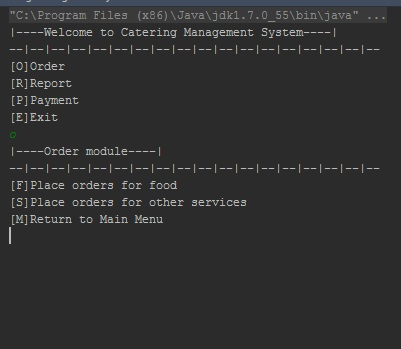 "C:\Program Files (x86)\Java\jdk1.7.0_55\bin\java" ...
|----Welcome to Catering Management System----|
--|--|--|--|--|--|--|--|--|--|--|--|--|--|--
[O]Order
[R]Report
[P]Payment
[E]Exit
o
|----Order module----|
--|--|--|--|--|--|--|--|--|--|--|--|--|--|--
[F]Place orders for food
[S]Place orders for other services
[M]Return to Main Menu